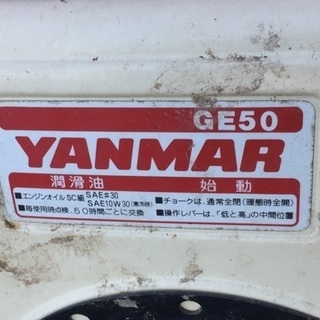 GE50
YANMAR
潤滑油
■エンジンオイルSC級 SAE#30
SAE10W30(寒冷時)
■毎使用時点検、50時間ごとに交換
始動
■チョークは、通常全閉(暖態時全開)
■操作レバーは、「低と高」の中間位